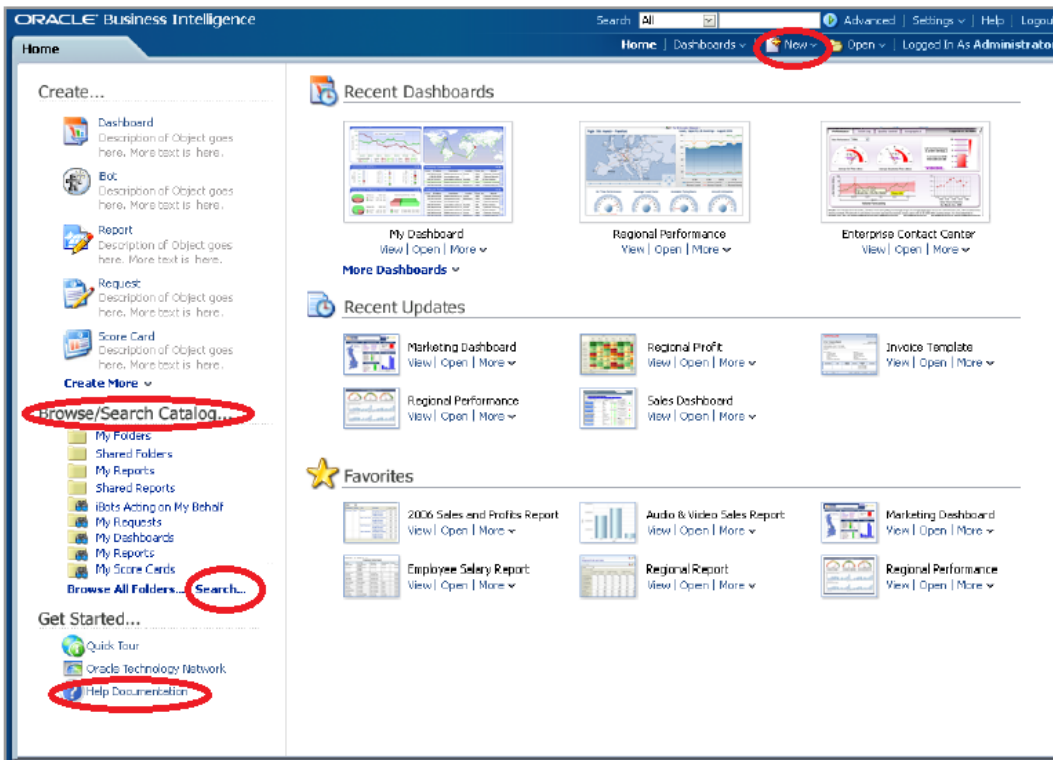 ORACLE Business Intelligence
Search All Advanced | Settings | Help | Logou
Home
Home | Dashboards | New Open | Logged In As Administrator
Create...
Dashboard
Description of Object goes
here. More text is here.
Bot
Description of Object goes
here. More text is here.
Report
Description of Object goes
here. More text is here.
Request
Description of Object goes
here. More text is here.
Score Card
Description of Object goes
here. More text is here.
Create More
Browse/Search Catalog...
My Folders
Shared Folders
My Reports
Shared Reports
iBots Acting on My Behalf
My Requests
My Dashboards
My Reports
My Score Cards
Browse All Folders... Search...
Get Started...
Quick Tour
Oracle Technology Network
Help Documentation
Recent Dashboards
My Dashboard
View | Open | More
Regional Performance
View | Open | More
Enterprise Contact Center
View | Open | More
More Dashboards
Recent Updates
Marketing Dashboard
View | Open | More
Regional Profit
View | Open | More
Invoice Template
View | Open | More
Regional Performance
View | Open | More
Sales Dashboard
View | Open | More
Favorites
2006 Sales and Profits Report
View | Open | More
Audio & Video Sales Report
View | Open | More
Marketing Dashboard
View | Open | More
Employee Salary Report
View | Open | More
Regional Report
View | Open | More
Regional Performance
View | Open | More